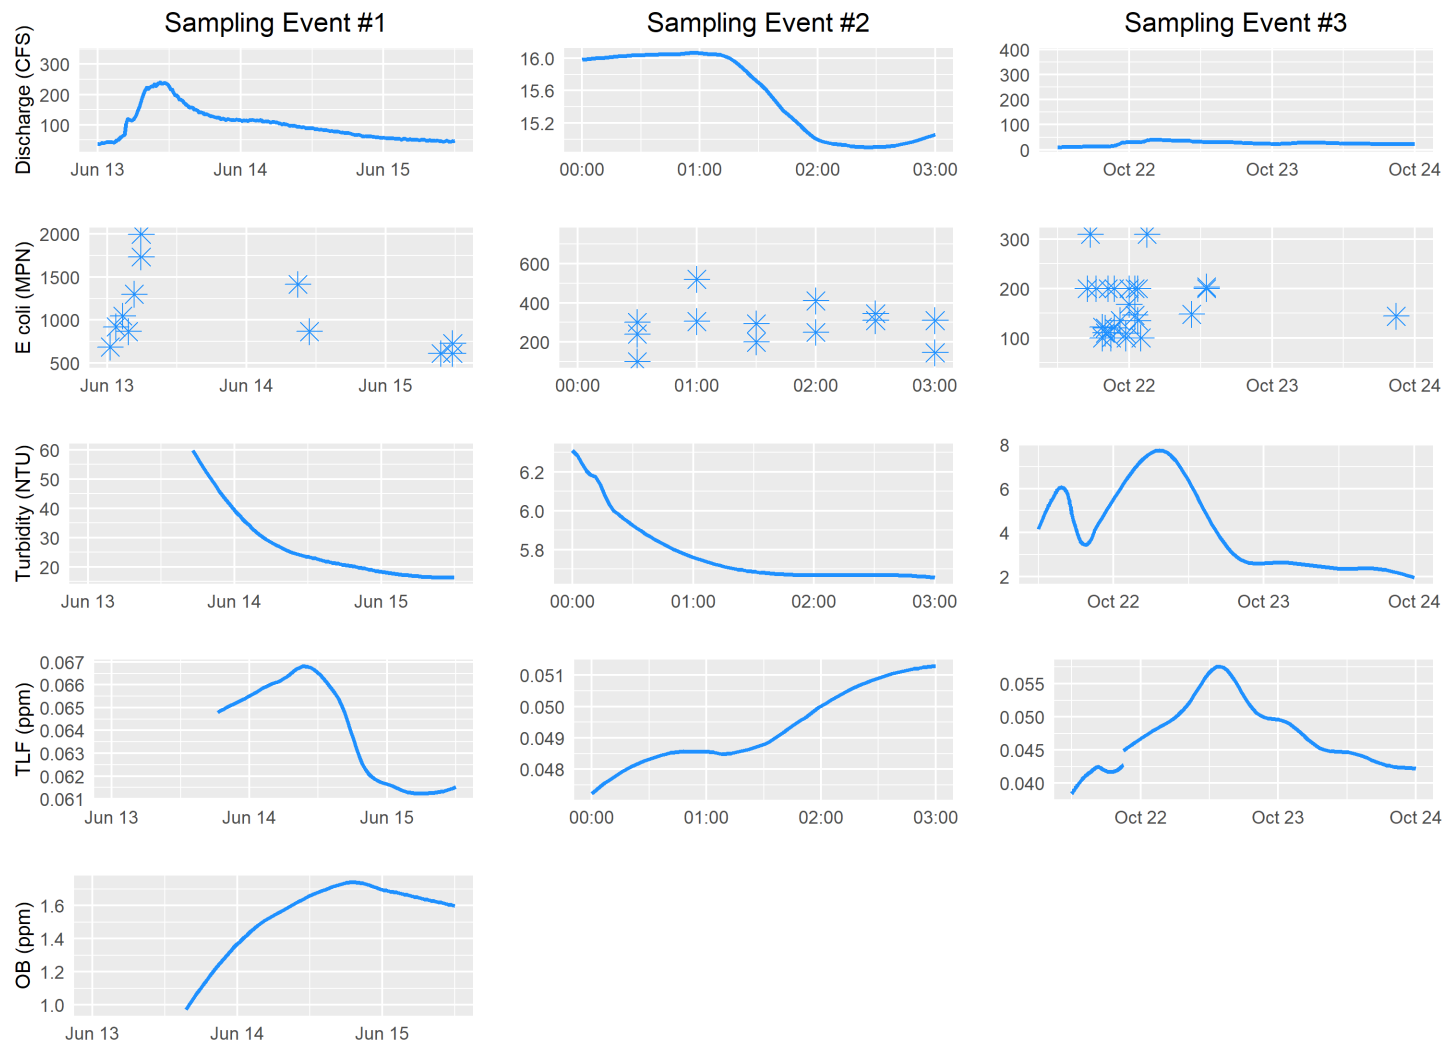 Sampling Event #1
Sampling Event #2
Sampling Event #3
Discharge (CFS)
300
200
100
Jun 13
Jun 14
Jun 15
16.0
15.6
15.2
00:00
01:00
02:00
03:00
400
300
200
100
0
Oct 22
Oct 23
Oct 24
E coli (MPN)
2000
1500
1000
500
Jun 13
Jun 14
Jun 15
600
400
200
00:00
01:00
02:00
03:00
300
200
100
Oct 22
Oct 23
Oct 24
Turbidity (NTU)
60
50
40
30
20
Jun 13
Jun 14
Jun 15
6.2
6.0
5.8
00:00
01:00
02:00
03:00
8
6
4
2
Oct 22
Oct 23
Oct 24
TLF (ppm)
0.067
0.066
0.065
0.064
0.063
0.062
0.061
Jun 13
Jun 14
Jun 15
0.051
0.050
0.049
0.048
00:00
01:00
02:00
03:00
0.055
0.050
0.045
0.040
Oct 22
Oct 23
Oct 24
OB (ppm)
1.6
1.4
1.2
1.0
Jun 13
Jun 14
Jun 15